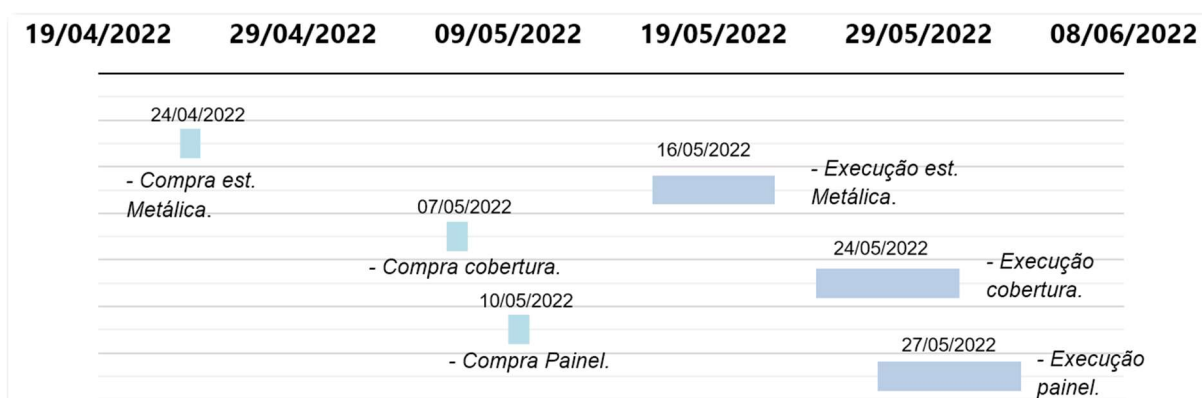 19/04/2022 29/04/2022 09/05/2022 19/05/2022 29/05/2022 08/06/2022
24/04/2022
- Compra est.
Metálica.
16/05/2022
- Execução est.
Metálica.
07/05/2022
- Compra cobertura.
24/05/2022
- Execução
cobertura.
10/05/2022
- Compra Painel.
27/05/2022
- Execução
painel.